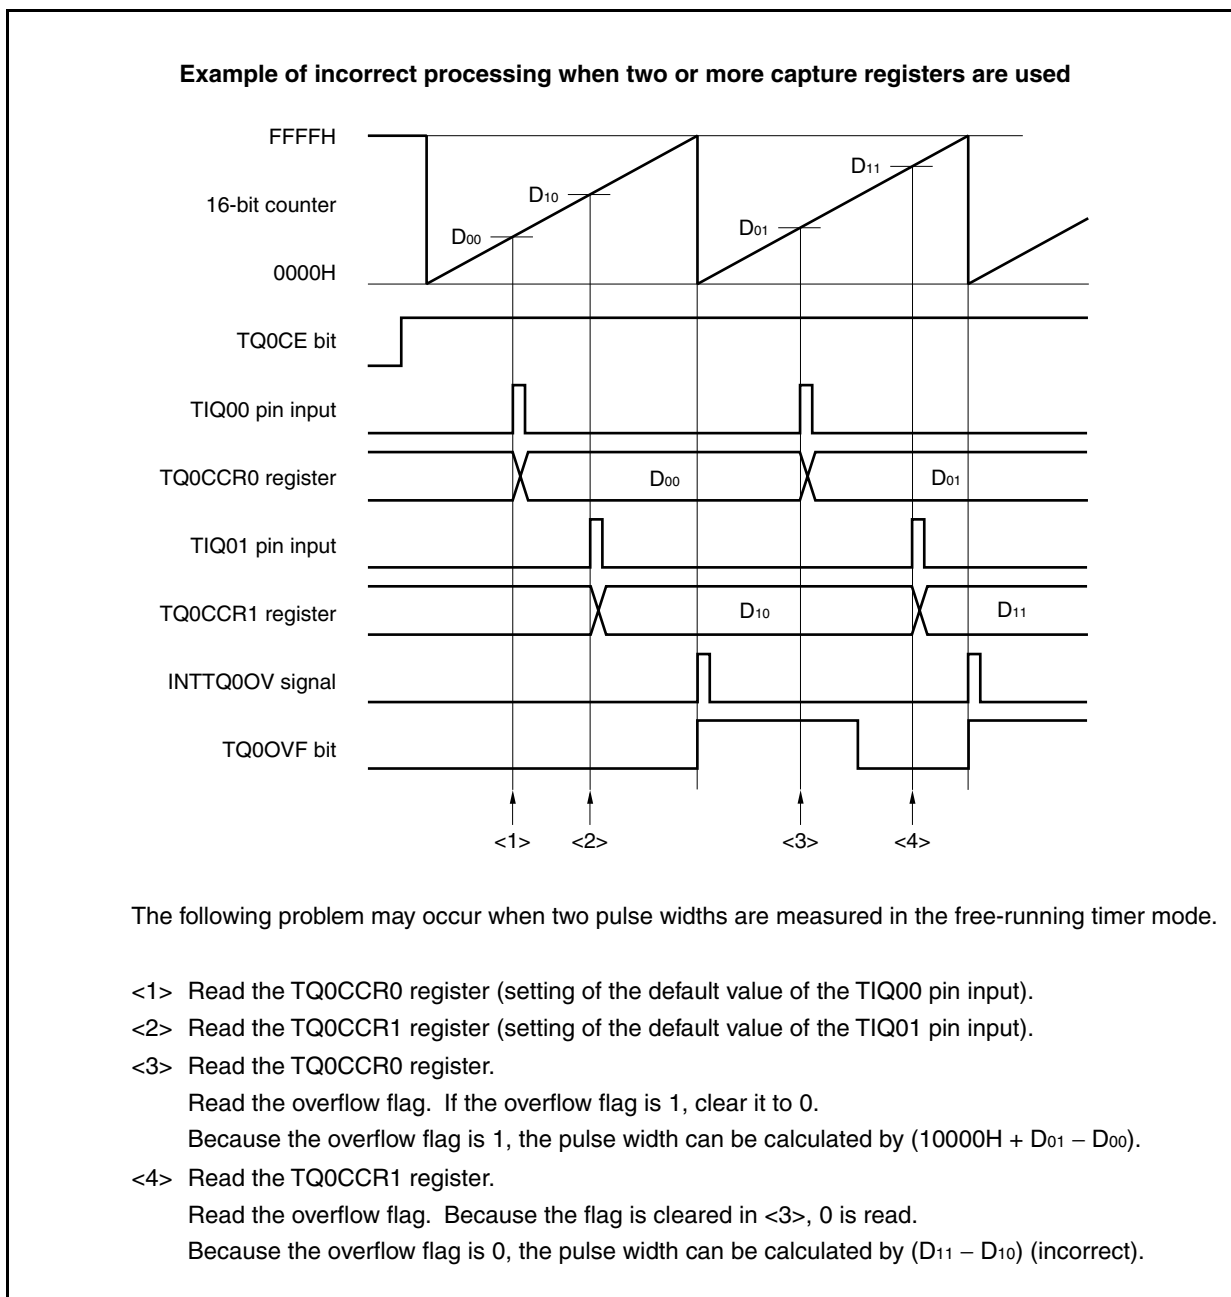 Example of incorrect processing when two or more capture registers are used
FFFFH
D11
D10
16-bit counter
D01
D00
0000H
TQ0CE bit
TIQ00 pin input
TQ0CCR0 register
D00
D01
TIQ01 pin input
TQ0CCR1 register
D10
D11
INTTQ0OV signal
TQ0OVF bit
<1> <2> <3> <4>
The following problem may occur when two pulse widths are measured in the free-running timer mode.
<1> Read the TQ0CCR0 register (setting of the default value of the TIQ00 pin input).
<2> Read the TQ0CCR1 register (setting of the default value of the TIQ01 pin input).
<3> Read the TQ0CCR0 register.
Read the overflow flag. If the overflow flag is 1, clear it to 0.
Because the overflow flag is 1, the pulse width can be calculated by (10000H + D01 − D00).
<4> Read the TQ0CCR1 register.
Read the overflow flag. Because the flag is cleared in <3>, 0 is read.
Because the overflow flag is 0, the pulse width can be calculated by (D11 − D10) (incorrect).